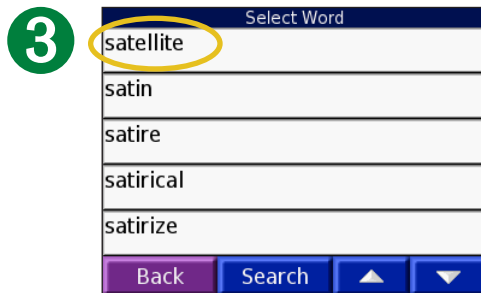 3
Select Word
satellite
satin
satire
satirical
satirize
Back Search